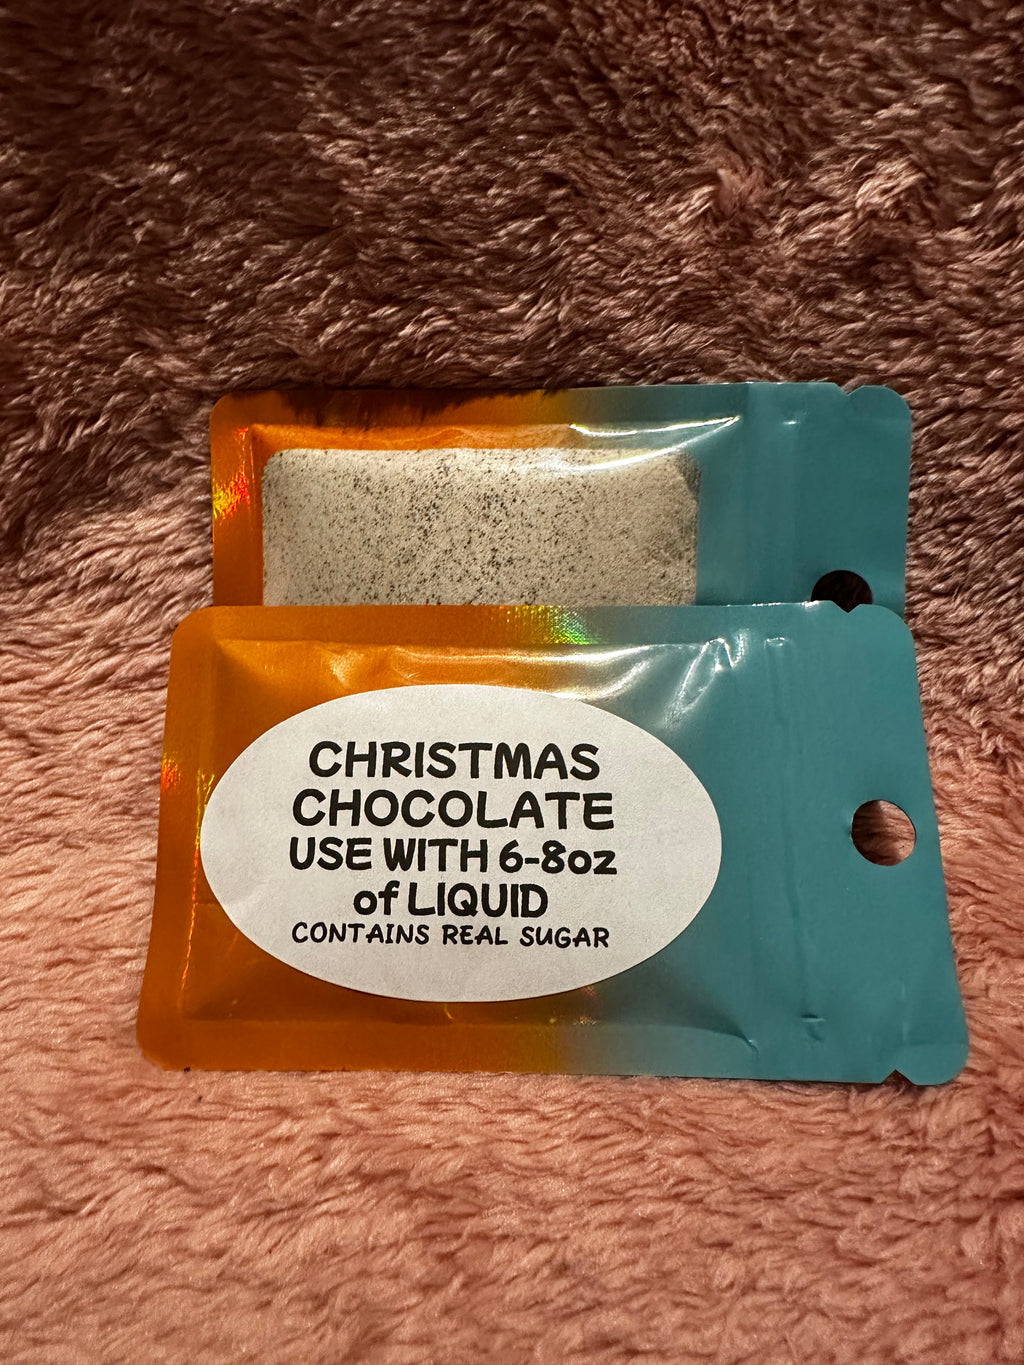 CHRISTMAS
CHOCOLATE
USE WITH 6-8oz
of LIQUID
CONTAINS REAL SUGAR